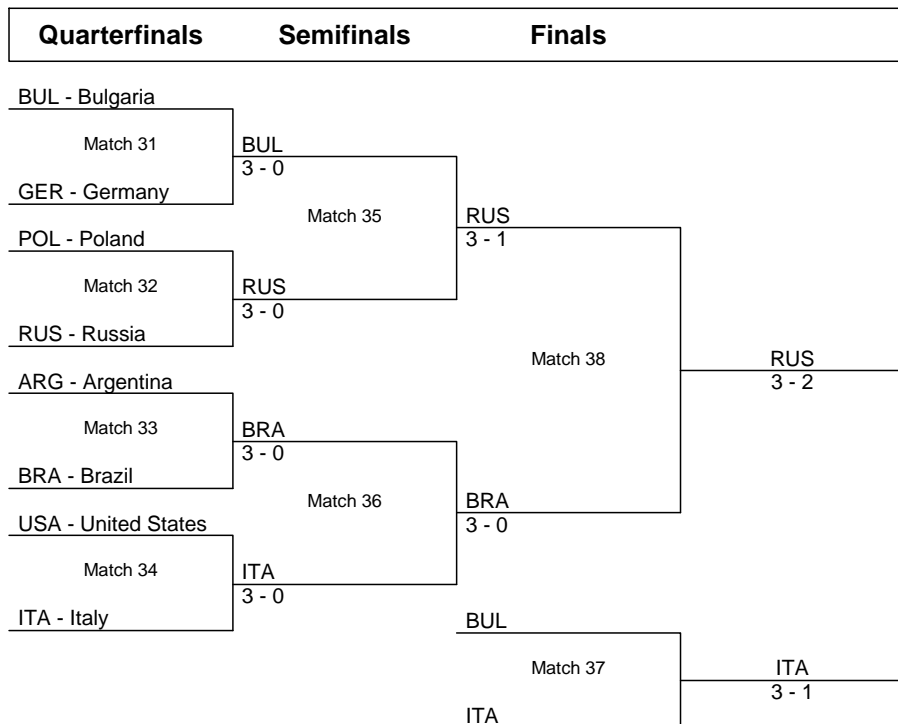 Quarterfinals Semifinals Finals
BUL - Bulgaria
Match 31
BUL
3 - 0
GER - Germany
Match 35
RUS
3 - 1
POL - Poland
Match 32
RUS
3 - 0
RUS - Russia
Match 38
RUS
3 - 2
ARG - Argentina
Match 33
BRA
3 - 0
BRA - Brazil
Match 36
BRA
3 - 0
USA - United States
Match 34
ITA
3 - 0
ITA - Italy
BUL
Match 37
ITA
3 - 1
ITA